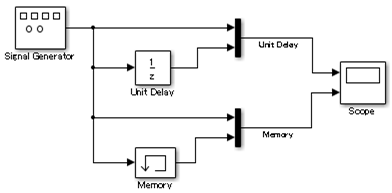 Signal Generator
1
z
Unit Delay
Unit Delay
Memory
Scope
Memory